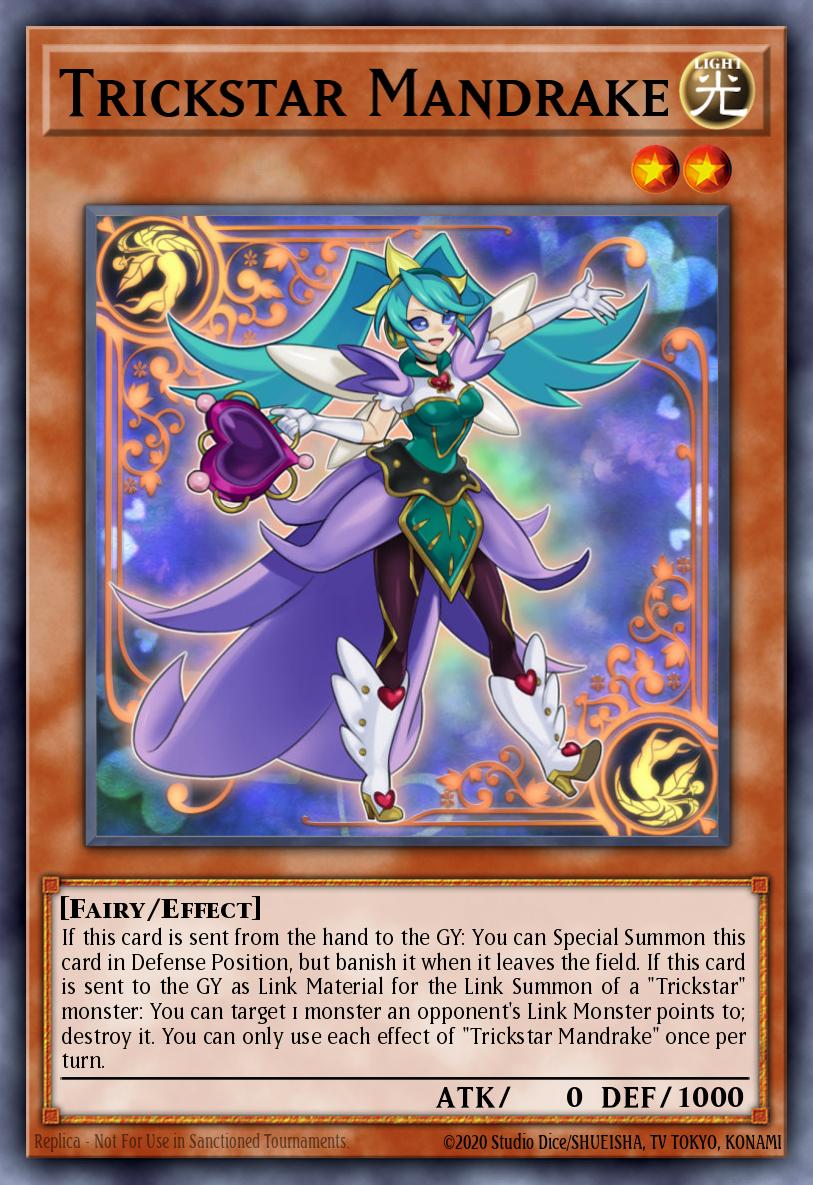 Trickstar Mandrake
LIGHT
光
[Fairy/Effect]
If this card is sent from the hand to the GY: You can Special Summon this
card in Defense Position, but banish it when it leaves the field. If this card
is sent to the GY as Link Material for the Link Summon of a "Trickstar"
monster: You can target 1 monster an opponent's Link Monster points to;
destroy it. You can only use each effect of "Trickstar Mandrake" once per
turn.
ATK/ 0 DEF/1000
Replica - Not For Use in Sanctioned Tournaments.
©2020 Studio Dice/SHUEISHA, TV TOKYO, KONAMI